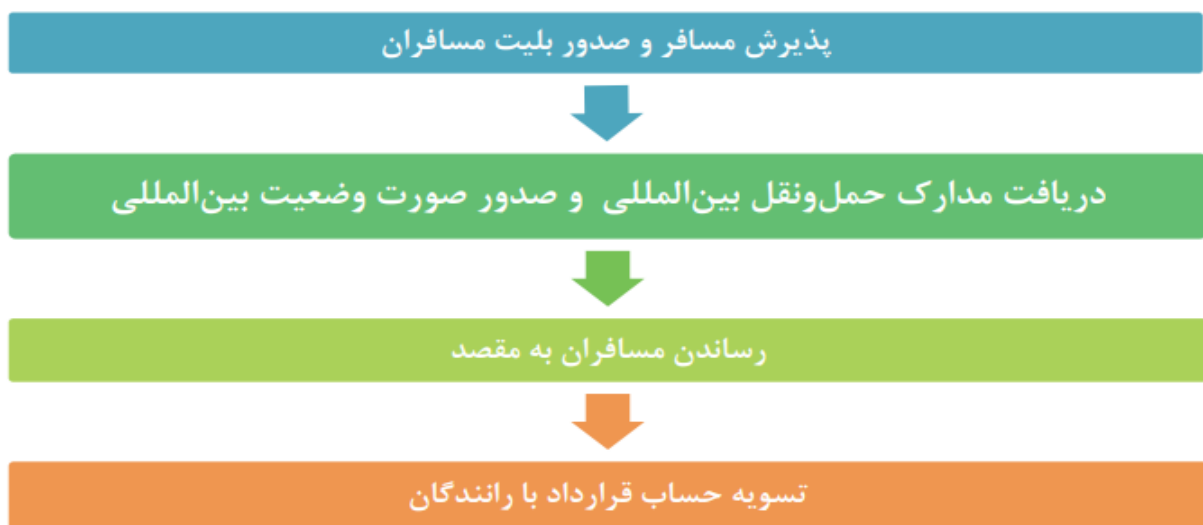 پذیرش مسافر و صدور بلیت مسافران
دریافت مدارک حمل‌ونقل بین‌المللی و صدور صورت وضعیت بین‌المللی
رساندن مسافران به مقصد
تسویه حساب قرارداد با رانندگان